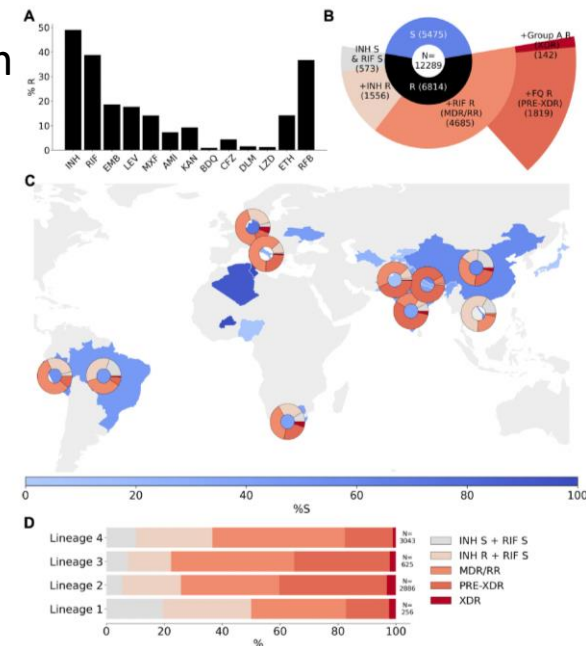 n
A
% R
50
40
30
20
10
0
INH
RIF
EMB
LEV
MXF
AMI
KAN
BDQ
CFZ
DLM
LZD
ETH
RFB
B
S (5475)
N=
12289
R (6814)
INH S
& RIF S
(573)
+INH R
(1556)
+RIF R
(MDR/RR)
(4685)
+Group A R
(XDR)
(142)
+FQ R
(PRE-XDR)
(1819)
C
0
20
40
60
80
100
%S
D
Lineage 4
N=
3043
Lineage 3
N=
625
Lineage 2
N=
2886
Lineage 1
N=
256
0
20
40
60
80
100
%
INH S + RIF S
INH R + RIF S
MDR/RR
PRE-XDR
XDR